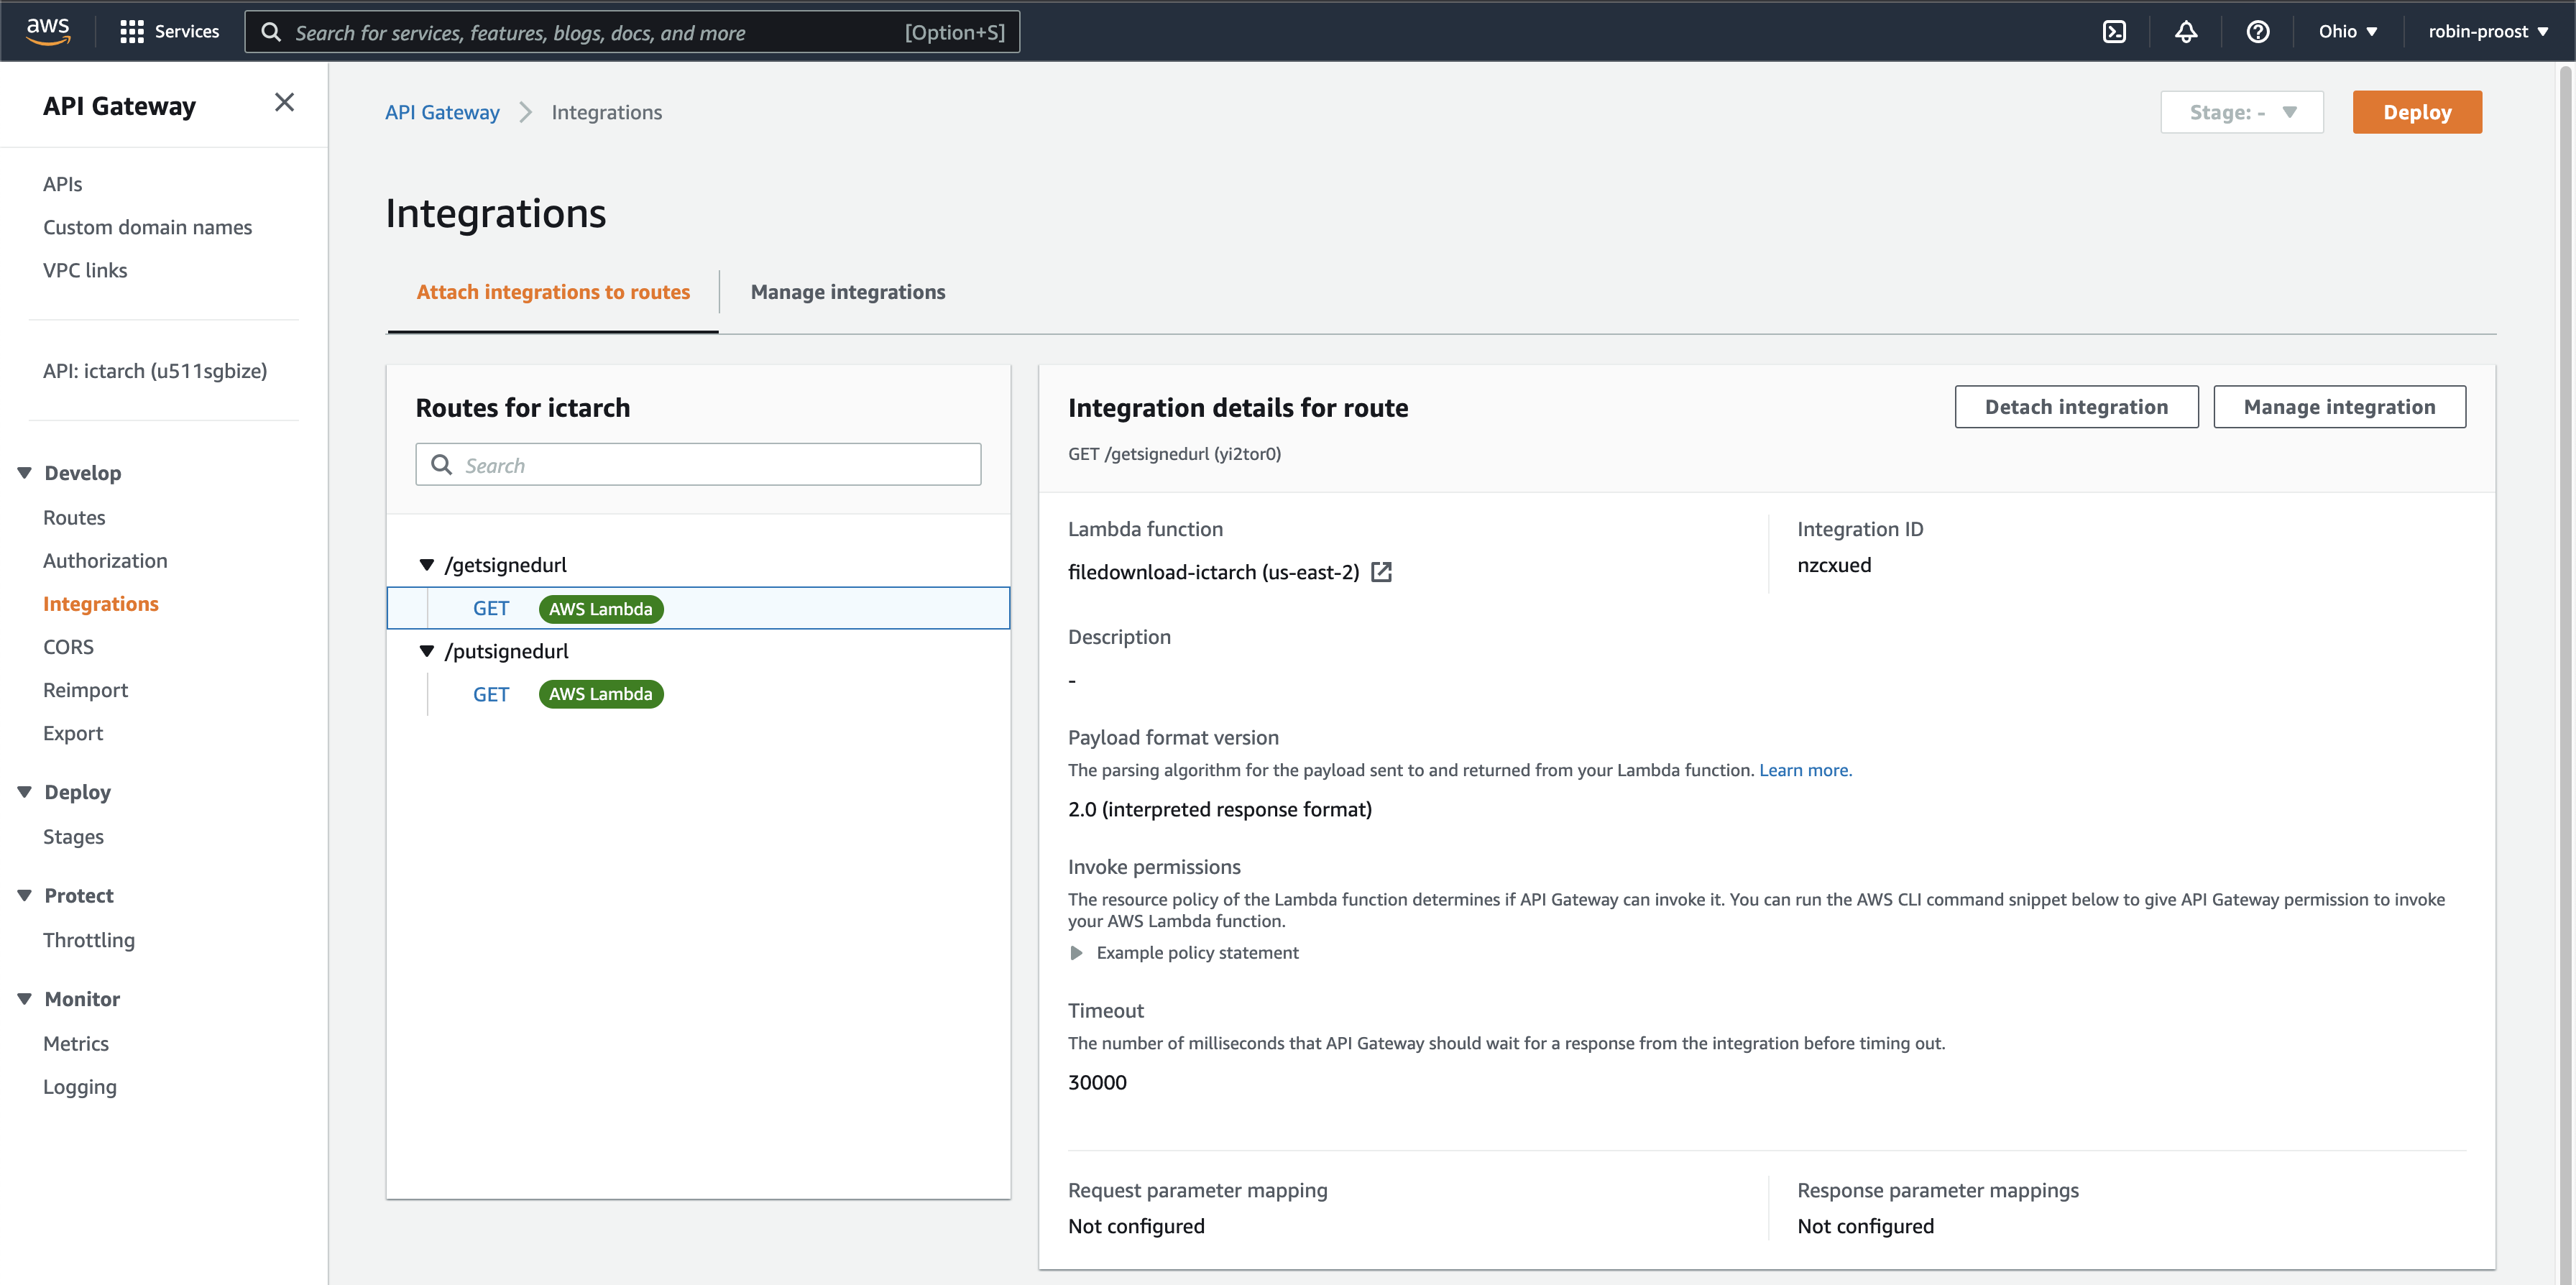 aws
Services
Search for services, features, blogs, docs, and more
[Option+S]
Ohio
robin-proost
API Gateway
APIs
Custom domain names
VPC links
API: ictarch (u511sgbize)
Develop
Routes
Authorization
Integrations
CORS
Reimport
Export
Deploy
Stages
Protect
Throttling
Monitor
Metrics
Logging
API Gateway
Integrations
Stage: -
Deploy
Integrations
Attach integrations to routes
Manage integrations
Routes for ictarch
Search
/getsignedurl
GET AWS Lambda
/putsignedurl
GET AWS Lambda
Integration details for route
Detach integration
Manage integration
GET /getsignedurl (yi2tor0)
Lambda function
filedownload-ictarch (us-east-2)
Integration ID
nzcxued
Description
-
Payload format version
The parsing algorithm for the payload sent to and returned from your Lambda function. Learn more.
2.0 (interpreted response format)
Invoke permissions
The resource policy of the Lambda function determines if API Gateway can invoke it. You can run the AWS CLI command snippet below to give API Gateway permission to invoke
your AWS Lambda function.
Example policy statement
Timeout
The number of milliseconds that API Gateway should wait for a response from the integration before timing out.
30000
Request parameter mapping
Not configured
Response parameter mappings
Not configured